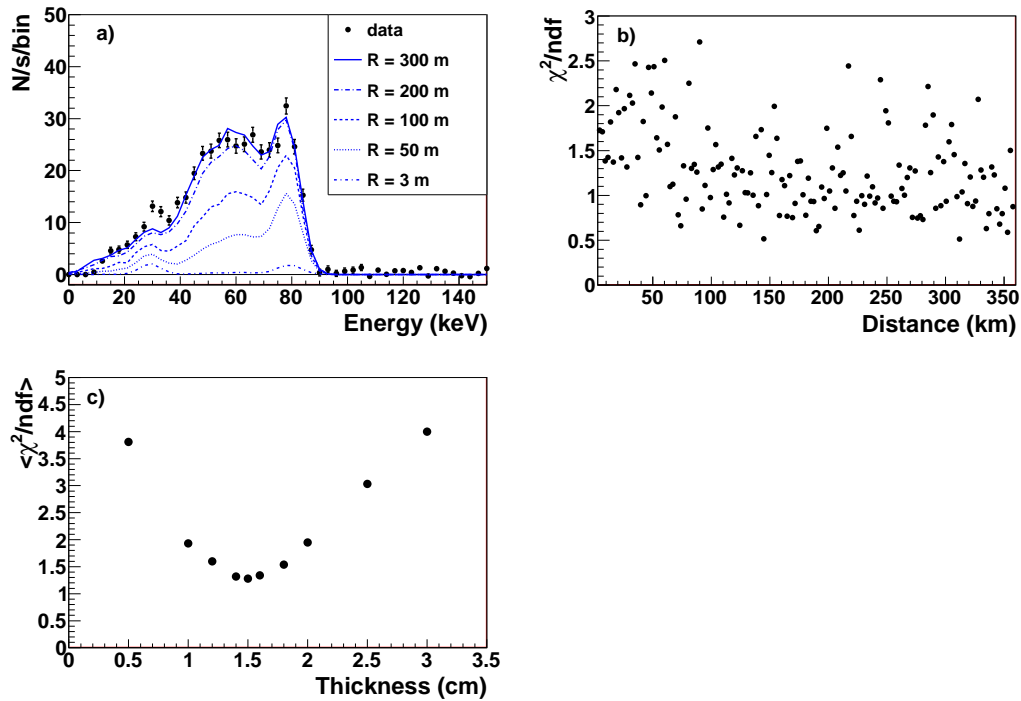 a)
N/s/bin
50
40
30
20
10
0
data
R = 300 m
R = 200 m
R = 100 m
R = 50 m
R = 3 m
0 20 40 60 80 100 120 140
Energy (keV)
b)
χ²/ndf
3
2.5
2
1.5
1
0.5
0
50 100 150 200 250 300 350
Distance (km)
c)
<χ²/ndf>
5
4.5
4
3.5
3
2.5
2
1.5
1
0.5
0
0 0.5 1 1.5 2 2.5 3 3.5
Thickness (cm)